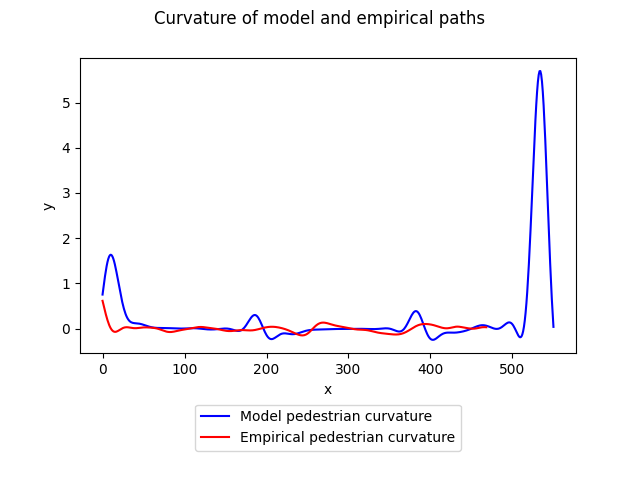 Curvature of model and empirical paths
y
5
4
3
2
1
0
0 100 200 300 400 500
x
Model pedestrian curvature
Empirical pedestrian curvature